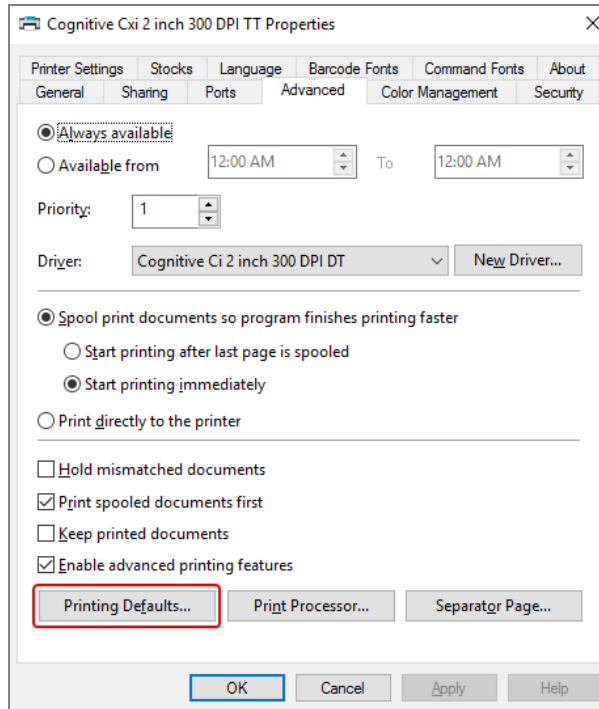 Cognitive Cxi 2 inch 300 DPI TT Properties
Printer Settings Stocks Language Barcode Fonts Command Fonts About
General Sharing Ports Advanced Color Management Security
Always available
Available from 12:00 AM To 12:00 AM
Priority: 1
Driver: Cognitive Ci 2 inch 300 DPI DT New Driver...
Spool print documents so program finishes printing faster
Start printing after last page is spooled
Start printing immediately
Print directly to the printer
Hold mismatched documents
Print spooled documents first
Keep printed documents
Enable advanced printing features
Printing Defaults... Print Processor... Separator Page...
OK Cancel Apply Help